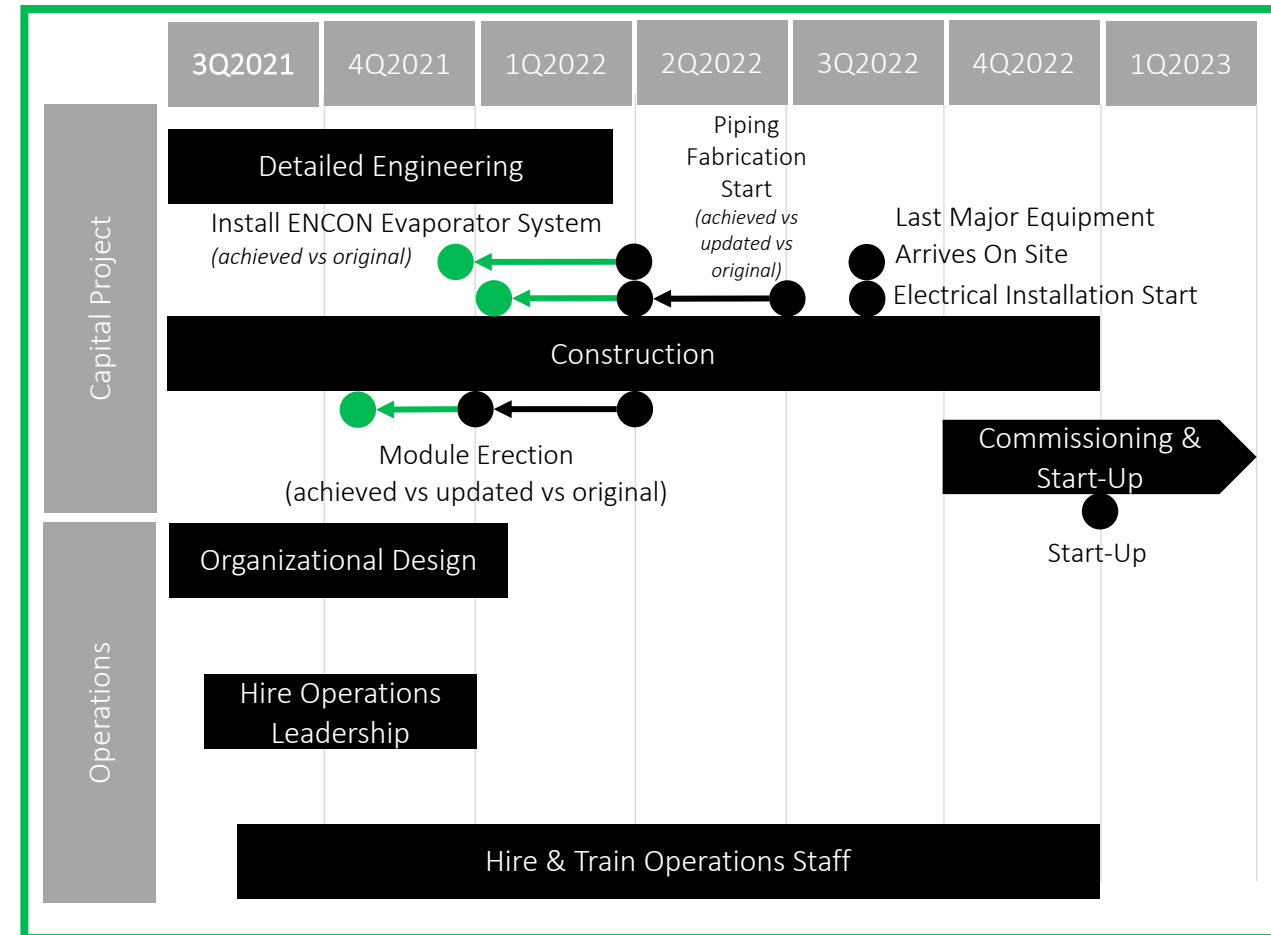 3Q2021
4Q2021
1Q2022
2Q2022
3Q2022
4Q2022
1Q2023
Capital Project
Detailed Engineering
Piping
Fabrication
Start
(achieved vs
updated vs
original)
Install ENCON Evaporator System
(achieved vs original)
Last Major Equipment
Arrives On Site
Electrical Installation Start
Construction
Module Erection
(achieved vs updated vs original)
Commissioning &
Start-Up
Start-Up
Operations
Organizational Design
Hire Operations
Leadership
Hire & Train Operations Staff